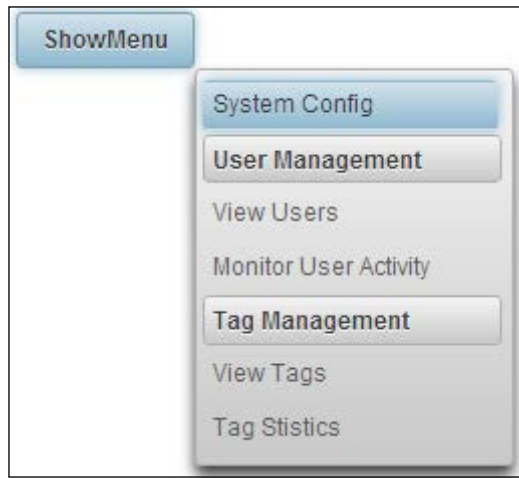 ShowMenu
System Config
User Management
View Users
Monitor User Activity
Tag Management
View Tags
Tag Stistics